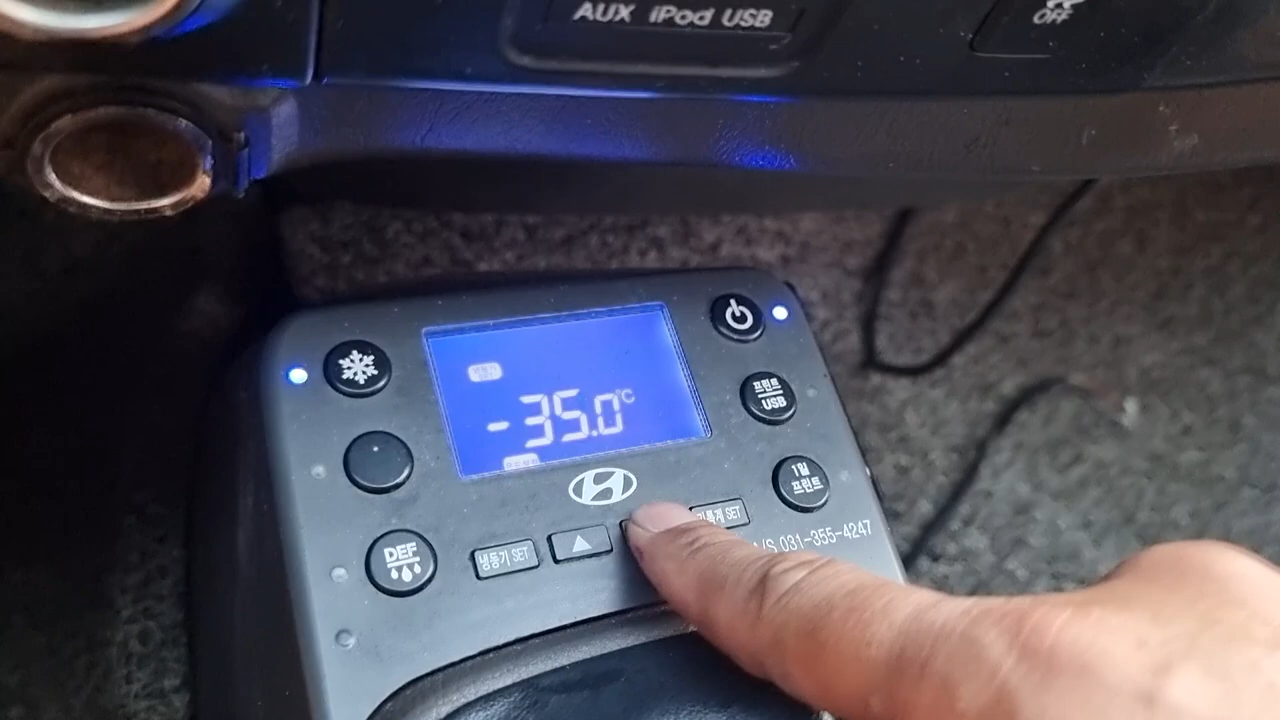 AUX iPod USB
OFF
-35.0°C
프린트
USB
1일
프린트
DEF
냉동기 SET
SET
A/S 031-355-4247